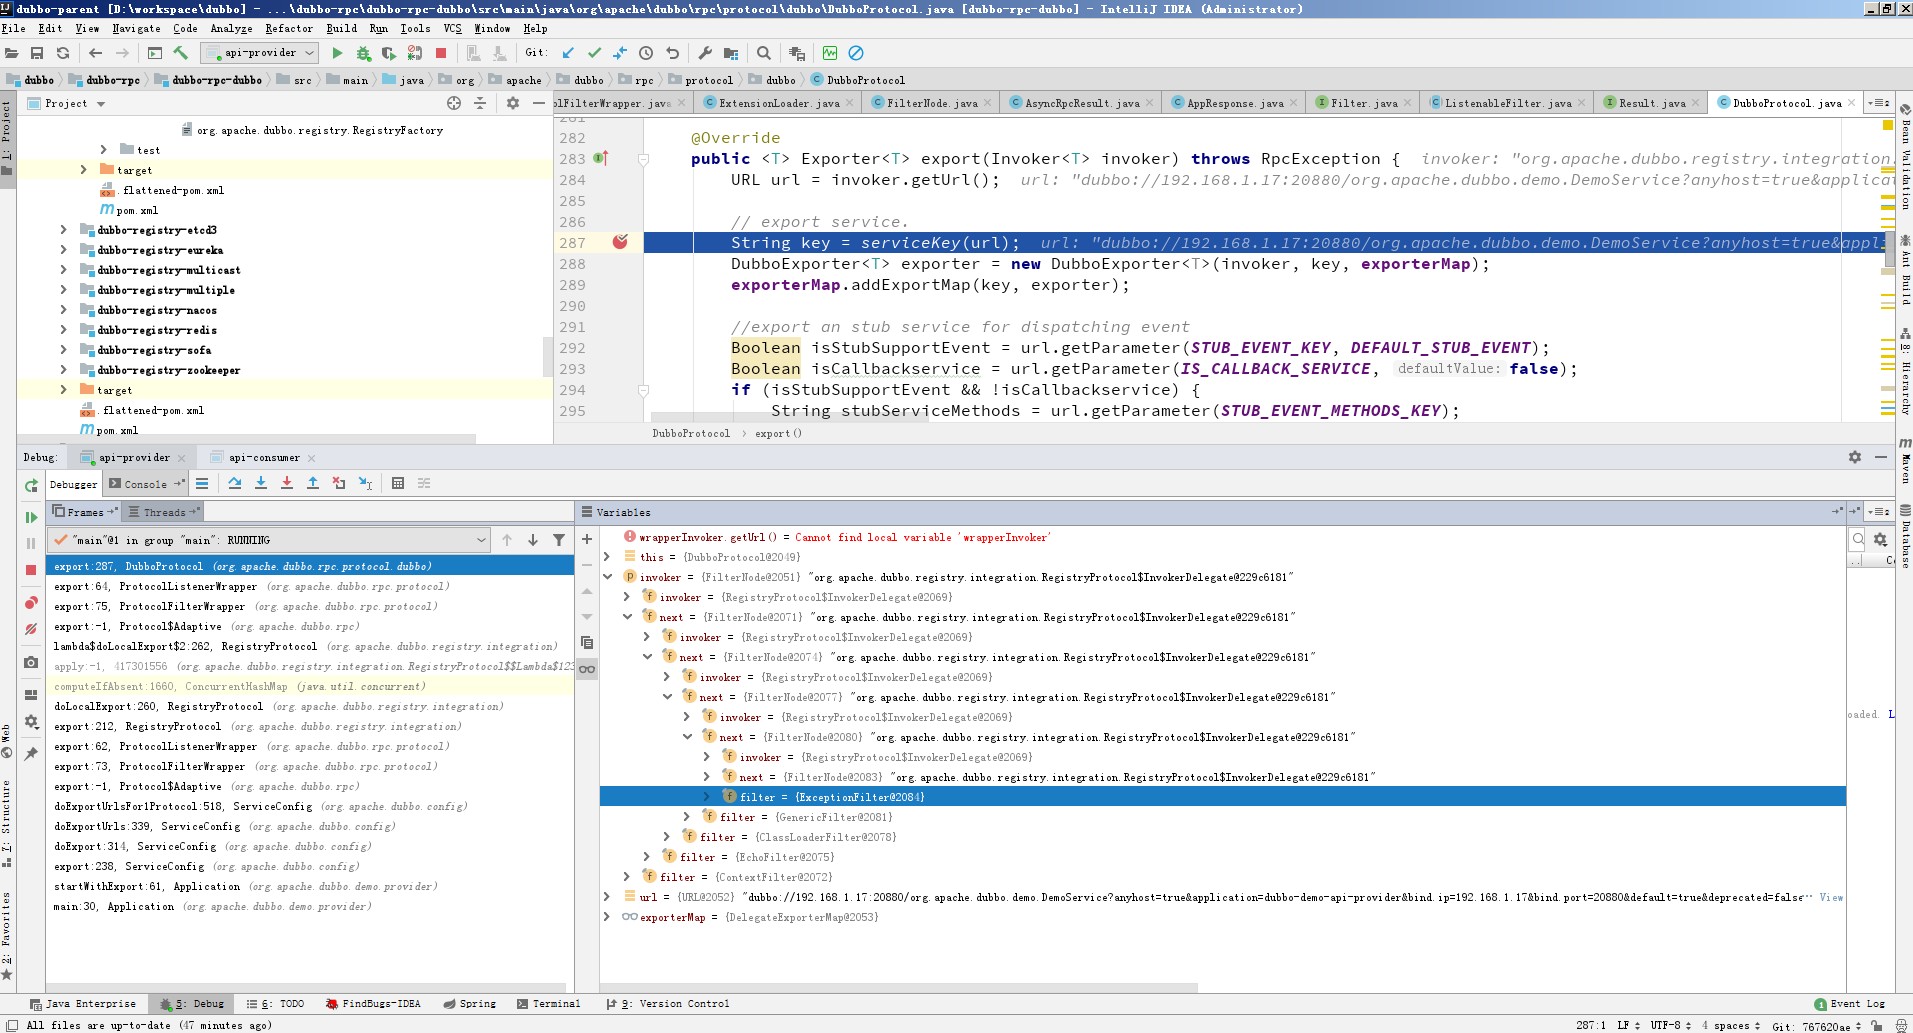 dubbo-parent [D:\workspace\dubbo] - ...\dubbo-rpc\dubbo-rpc-dubbo\src\main\java\org\apache\dubbo\rpc\protocol\dubbo\DubboProtocol.java [dubbo-rpc-dubbo] - IntelliJ IDEA (Administrator)
File Edit View Navigate Code Analyze Refactor Build Run Tools VCS Window Help
api-provider Git:
dubbo dubbo-rpc dubbo-rpc-dubbo src main java org apache dubbo rpc protocol dubbo DubboProtocol
Project
olFilterWrapper.java ExtensionLoader.java FilterNode.java AsyncRpcResult.java AppResponse.java Filter.java ListenableFilter.java Result.java DubboProtocol.java
org.apache.dubbo.registry.RegistryFactory
test
target
.flattened-pom.xml
pom.xml
dubbo-registry-etcd3
dubbo-registry-eureka
dubbo-registry-multicast
dubbo-registry-multiple
dubbo-registry-nacos
dubbo-registry-redis
dubbo-registry-sofa
dubbo-registry-zookeeper
target
.flattened-pom.xml
pom.xml
281
282 @Override
283 public <T> Exporter<T> export(Invoker<T> invoker) throws RpcException { invoker: "org.apache.dubbo.registry.integration.
284 URL url = invoker.getUrl(); url: "dubbo://192.168.1.17:20880/org.apache.dubbo.demo.DemoService?anyhost=true&applicat
285
286 // export service.
287 String key = serviceKey(url); url: "dubbo://192.168.1.17:20880/org.apache.dubbo.demo.DemoService?anyhost=true&appli
288 DubboExporter<T> exporter = new DubboExporter<T>(invoker, key, exporterMap);
289 exporterMap.addExportMap(key, exporter);
290
291 //export an stub service for dispatching event
292 Boolean isStubSupportEvent = url.getParameter(STUB_EVENT_KEY, DEFAULT_STUB_EVENT);
293 Boolean isCallbackservice = url.getParameter(IS_CALLBACK_SERVICE, defaultValue: false);
294 if (isStubSupportEvent && !isCallbackservice) {
295 String stubServiceMethods = url.getParameter(STUB_EVENT_METHODS_KEY);
DubboProtocol > export()
Debug: api-provider api-consumer
Debugger Console
Frames Threads
"main"@1 in group "main": RUNNING
export:287, DubboProtocol (org.apache.dubbo.rpc.protocol.dubbo)
export:64, ProtocolListenerWrapper (org.apache.dubbo.rpc.protocol)
export:75, ProtocolFilterWrapper (org.apache.dubbo.rpc.protocol)
export:-1, Protocol$Adaptive (org.apache.dubbo.rpc)
lambda$doLocalExport$2:262, RegistryProtocol (org.apache.dubbo.registry.integration)
apply:-1, 417301556 (org.apache.dubbo.registry.integration.RegistryProtocol$$Lambda$123
computeIfAbsent:1660, ConcurrentHashMap (java.util.concurrent)
doLocalExport:260, RegistryProtocol (org.apache.dubbo.registry.integration)
export:212, RegistryProtocol (org.apache.dubbo.registry.integration)
export:62, ProtocolListenerWrapper (org.apache.dubbo.rpc.protocol)
export:73, ProtocolFilterWrapper (org.apache.dubbo.rpc.protocol)
export:-1, Protocol$Adaptive (org.apache.dubbo.rpc)
doExportUrlsFor1Protocol:518, ServiceConfig (org.apache.dubbo.config)
doExportUrls:339, ServiceConfig (org.apache.dubbo.config)
doExport:314, ServiceConfig (org.apache.dubbo.config)
export:238, ServiceConfig (org.apache.dubbo.config)
startWithExport:61, Application (org.apache.dubbo.demo.provider)
main:30, Application (org.apache.dubbo.demo.provider)
Variables
wrapperInvoker.getUrl() = Cannot find local variable 'wrapperInvoker'
this = {DubboProtocol@2049}
invoker = {FilterNode@2051} "org.apache.dubbo.registry.integration.RegistryProtocol$InvokerDelegate@229c6181"
invoker = {RegistryProtocol$InvokerDelegate@2069}
next = {FilterNode@2071} "org.apache.dubbo.registry.integration.RegistryProtocol$InvokerDelegate@229c6181"
invoker = {RegistryProtocol$InvokerDelegate@2069}
next = {FilterNode@2074} "org.apache.dubbo.registry.integration.RegistryProtocol$InvokerDelegate@229c6181"
invoker = {RegistryProtocol$InvokerDelegate@2069}
next = {FilterNode@2077} "org.apache.dubbo.registry.integration.RegistryProtocol$InvokerDelegate@229c6181"
invoker = {RegistryProtocol$InvokerDelegate@2069}
next = {FilterNode@2080} "org.apache.dubbo.registry.integration.RegistryProtocol$InvokerDelegate@229c6181"
invoker = {RegistryProtocol$InvokerDelegate@2069}
next = {FilterNode@2083} "org.apache.dubbo.registry.integration.RegistryProtocol$InvokerDelegate@229c6181"
filter = {ExceptionFilter@2084}
filter = {GenericFilter@2081}
filter = {ClassLoaderFilter@2078}
filter = {EchoFilter@2075}
filter = {ContextFilter@2072}
url = {URL@2052} "dubbo://192.168.1.17:20880/org.apache.dubbo.demo.DemoService?anyhost=true&application=dubbo-demo-api-provider&bind.ip=192.168.1.17&bind.port=20880&default=true&deprecated=false... View
exporterMap = {DelegateExporterMap@2053}
.. Co
oaded. L
1: Project
Web
7: Structure
2: Favorites
Bean Validation
Ant Build
8: Hierarchy
Maven
Database
Java Enterprise 5: Debug 6: TODO FindBugs-IDEA Spring Terminal 9: Version Control 1 Event Log
All files are up-to-date (47 minutes ago) 287:1 LF UTF-8 4 spaces Git: 767620ae